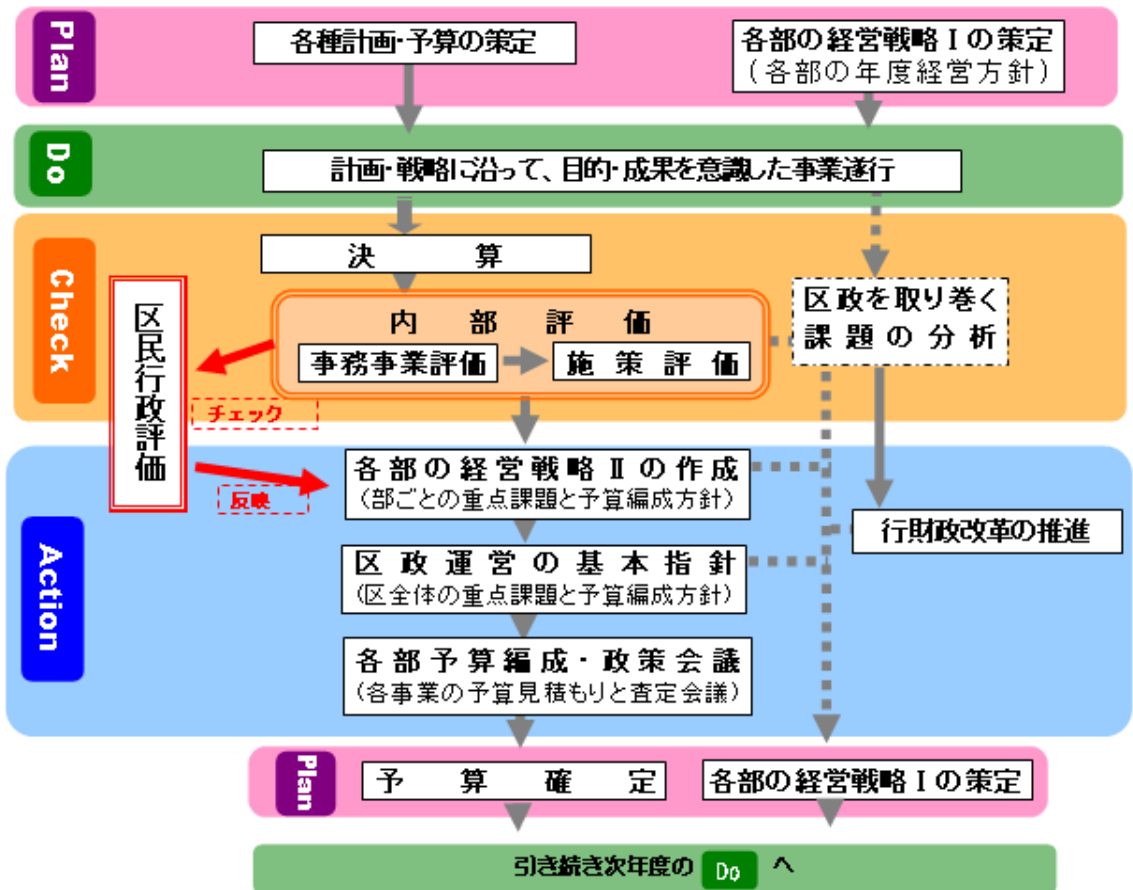 Plan
各種計画・予算の策定
各部の経営戦略Ⅰの策定
(各部の年度経営方針)
Do
計画・戦略に沿って、目的・成果を意識した事業遂行
Check
決算
内部評価
事務事業評価
施策評価
区政を取り巻く
課題の分析
区民行政評価
チェック
反映
Action
各部の経営戦略Ⅱの作成
(部ごとの重点課題と予算編成方針)
行財政改革の推進
区政運営の基本指針
(区全体の重点課題と予算編成方針)
各部予算編成・政策会議
(各事業の予算見積もりと査定会議)
Plan
予算確定
各部の経営戦略Ⅰの策定
引き続き次年度の Do へ